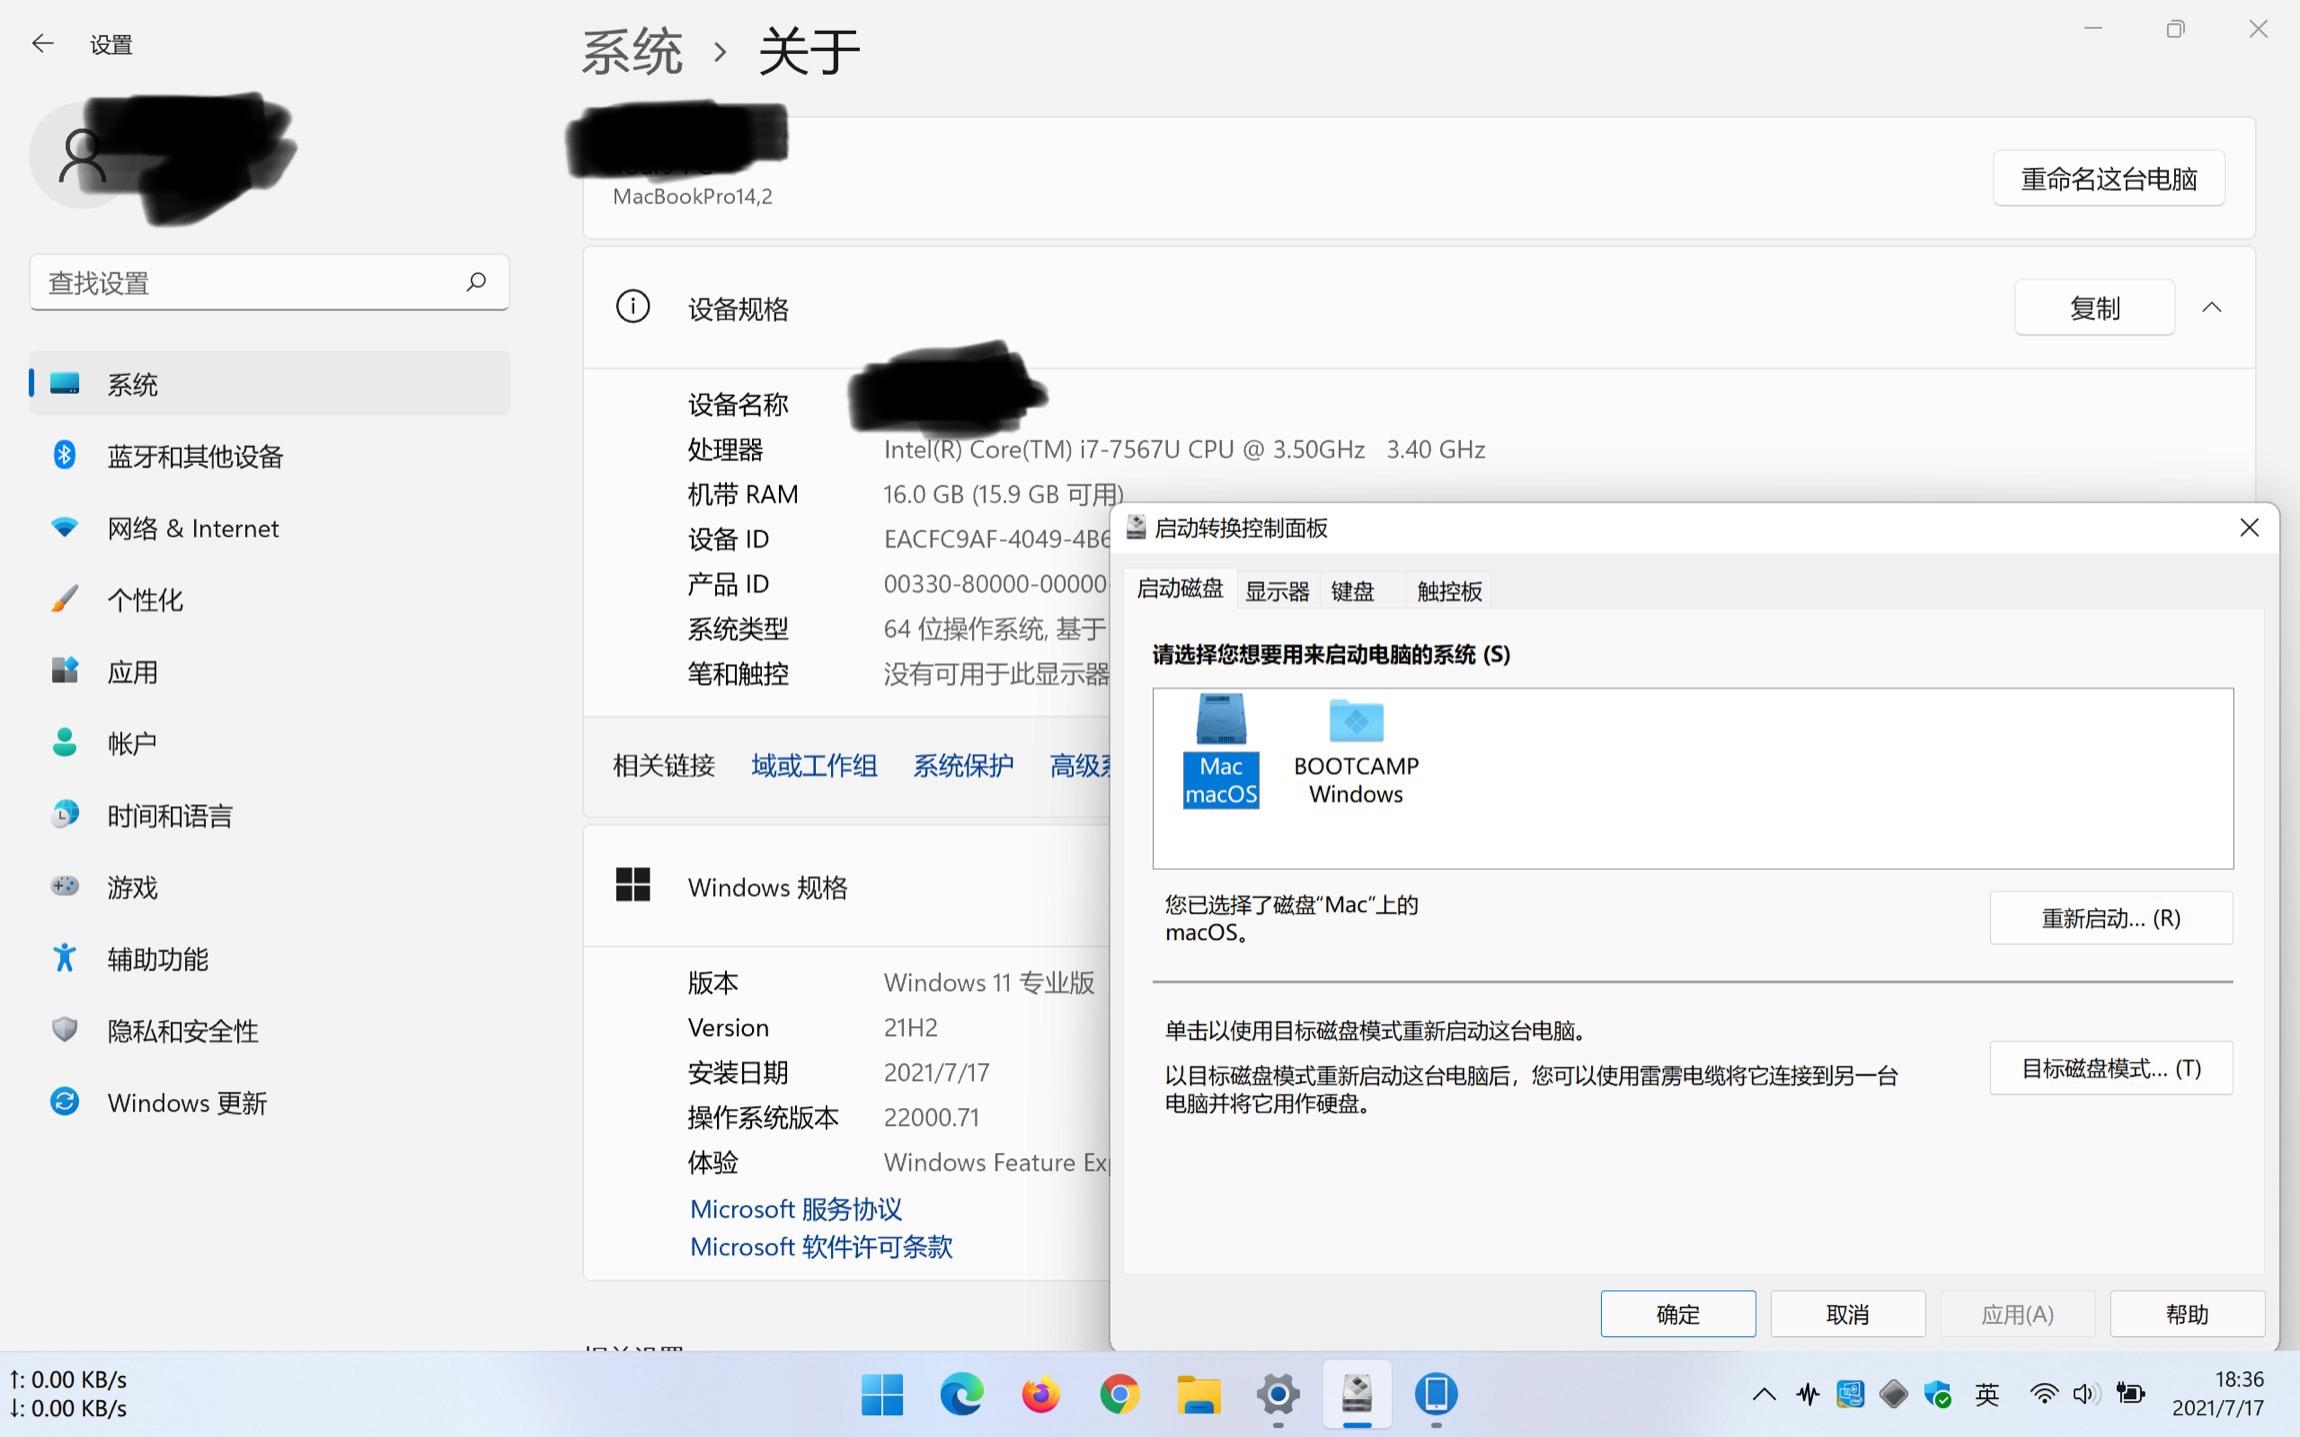 设置
系统 › 关于
MacBookPro14,2
重命名这台电脑
查找设置
设备规格
复制
系统
蓝牙和其他设备
网络 & Internet
个性化
应用
帐户
时间和语言
游戏
辅助功能
隐私和安全性
Windows 更新
设备名称
处理器 Intel(R) Core(TM) i7-7567U CPU @ 3.50GHz 3.40 GHz
机带 RAM 16.0 GB (15.9 GB 可用)
设备 ID EACFC9AF-4049-4B6
产品 ID 00330-80000-00000-
系统类型 64 位操作系统, 基于
笔和触控 没有可用于此显示器
相关链接 域或工作组 系统保护 高级系
Windows 规格
版本 Windows 11 专业版
Version 21H2
安装日期 2021/7/17
操作系统版本 22000.71
体验 Windows Feature Exp
Microsoft 服务协议
Microsoft 软件许可条款
启动转换控制面板
启动磁盘 显示器 键盘 触控板
请选择您想要用来启动电脑的系统 (S)
Mac
macOS
BOOTCAMP
Windows
您已选择了磁盘“Mac”上的
macOS。
重新启动... (R)
单击以使用目标磁盘模式重新启动这台电脑。
以目标磁盘模式重新启动这台电脑后，您可以使用雷雳电缆将它连接到另一台
电脑并将它用作硬盘。
目标磁盘模式... (T)
确定 取消 应用(A) 帮助
↑: 0.00 KB/s
↓: 0.00 KB/s
英
18:36
2021/7/17